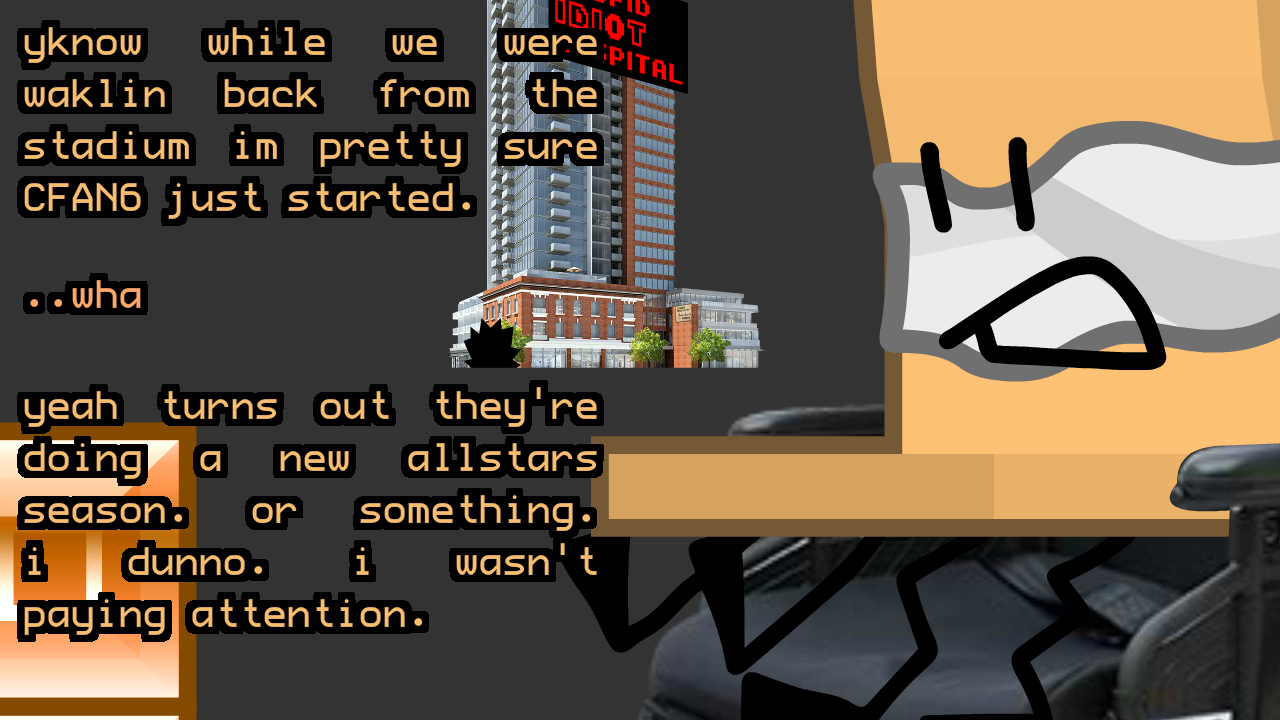 yknow while we were
waklin back from the
stadium im pretty sure
CFAN6 just started.
..wha
yeah turns out they're
doing a new allstars
season. or something.
i dunno. i wasn't
paying attention.
IDIOT